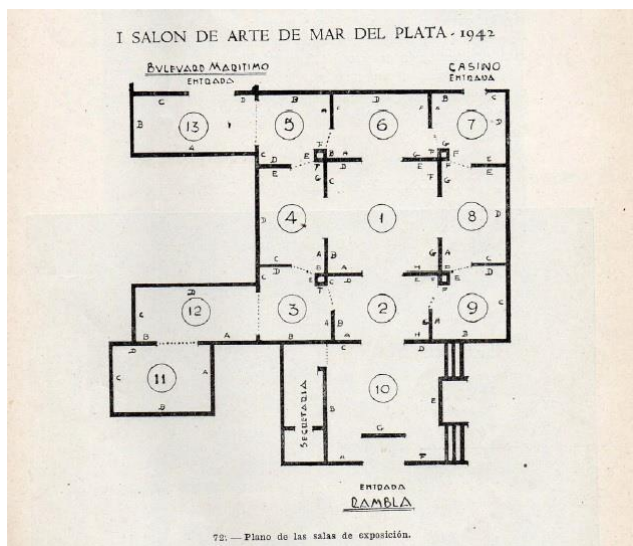 I SALON DE ARTE DE MAR DEL PLATA - 1942
BVLEVARD MARITIMO
ENTRADA
CASINO
ENTRADA
C D B D B C
B 13 5 A 6 7 D
A
C D E B A D G F E
4 1 8 D
D
A B G A
C D A H D
D
12 3 2 9 C
C
B A B A H B
D C D
C 11 A
B
10
SECRETARIA
B E
G
A F
ENTRADA
RAMBLA
72. — Plano de las salas de exposición.